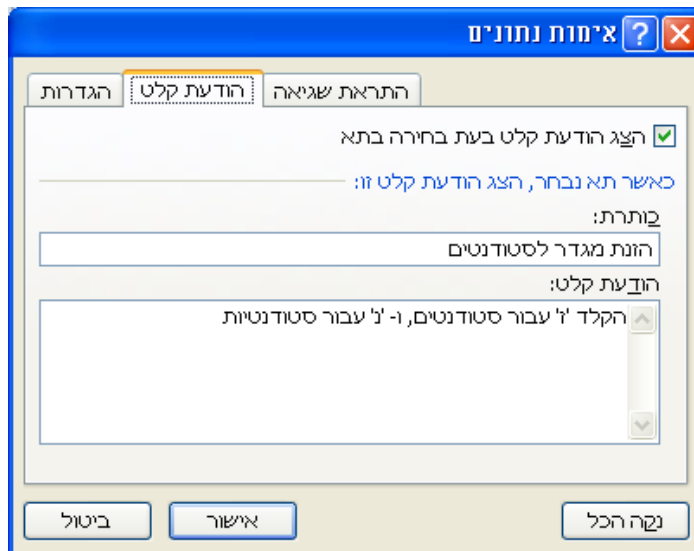 אימות נתונים
הגדרות הודעת קלט התראת שגיאה
הצג הודעת קלט בעת בחירה בתא
כאשר תא נבחר, הצג הודעת קלט זו:
כותרת:
הזנת מגדר לסטודנטים
הודעת קלט:
הקלד 'ז' עבור סטודנטים, ו- 'נ' עבור סטודנטיות
נקה הכל אישור ביטול